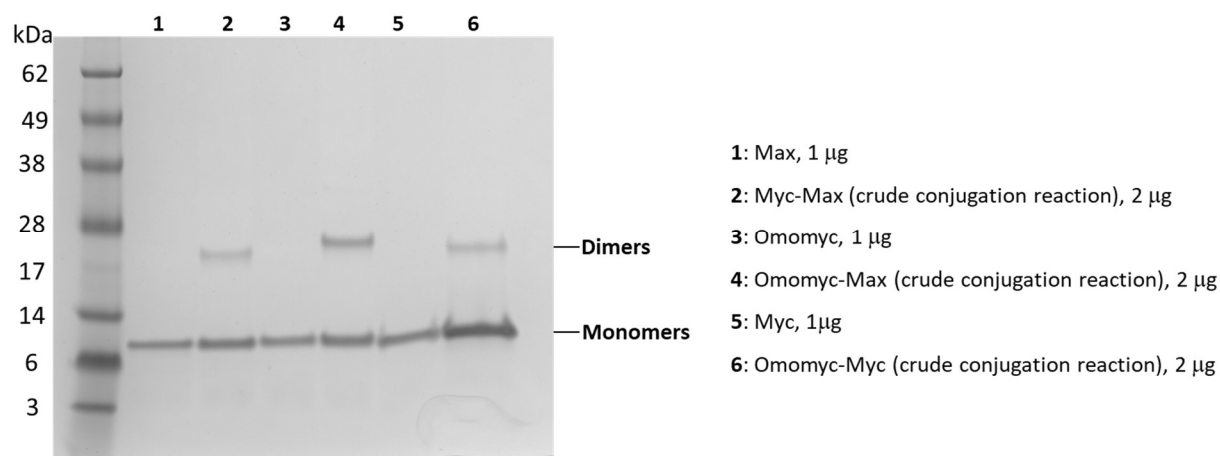 1 2 3 4 5 6
kDa
62
49
38
28
17
14
6
3
Dimers
Monomers
1: Max, 1 µg
2: Myc-Max (crude conjugation reaction), 2 µg
3: Omomyc, 1 µg
4: Omomyc-Max (crude conjugation reaction), 2 µg
5: Myc, 1µg
6: Omomyc-Myc (crude conjugation reaction), 2 µg